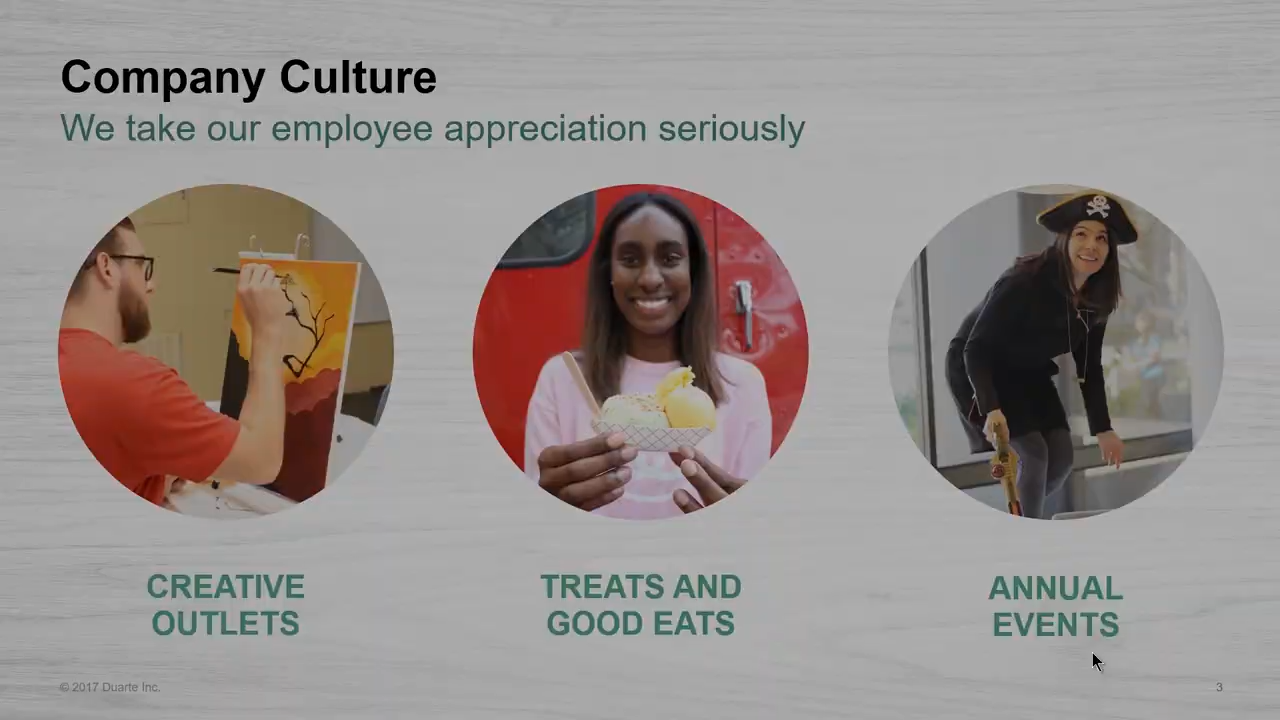 Company Culture
We take our employee appreciation seriously
CREATIVE
OUTLETS
TREATS AND
GOOD EATS
ANNUAL
EVENTS
© 2017 Duarte Inc.
3